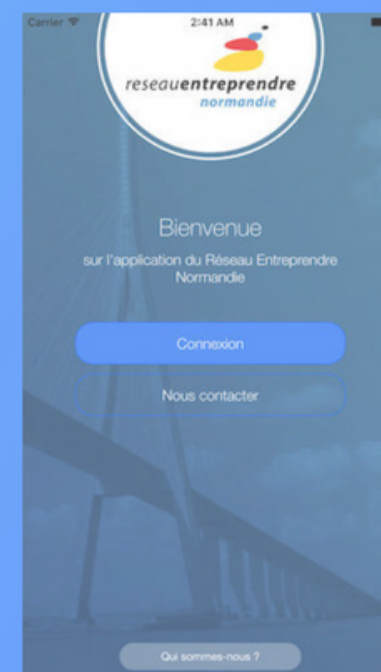 Carrier 2:41 AM
reseauentreprendre
normandie
Bienvenue
sur l'application du Réseau Entreprendre
Normandie
Connexion
Nous contacter
Qui sommes-nous ?